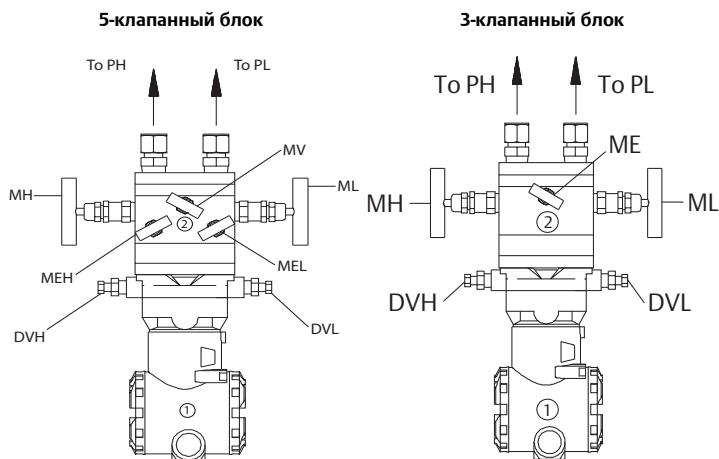 5-клапанный блок
3-клапанный блок
To PH
To PL
MV
MH
ML
2
MEH
MEL
DVH
DVL
1
To PH
To PL
ME
MH
ML
2
DVH
DVL
1